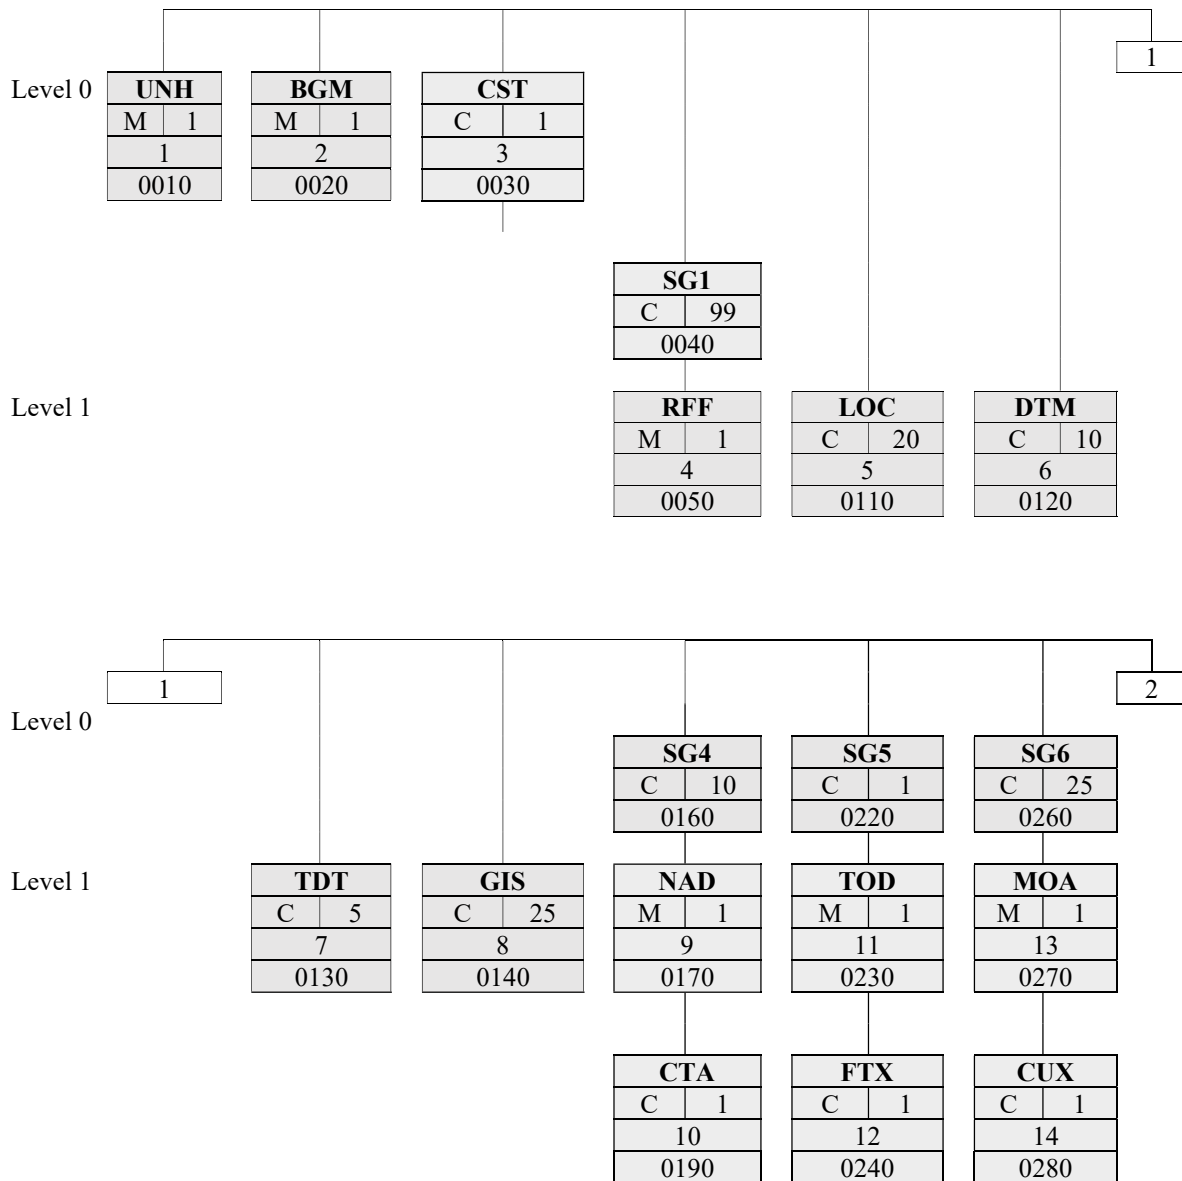 1
Level 0 UNH BGM CST
M 1 M 1 C 1
1 2 3
0010 0020 0030
SG1
C 99
0040
Level 1 RFF LOC DTM
M 1 C 20 C 10
4 5 6
0050 0110 0120
1 2
Level 0
SG4 SG5 SG6
C 10 C 1 C 25
0160 0220 0260
Level 1 TDT GIS NAD TOD MOA
C 5 C 25 M 1 M 1 M 1
7 8 9 11 13
0130 0140 0170 0230 0270
CTA FTX CUX
C 1 C 1 C 1
10 12 14
0190 0240 0280